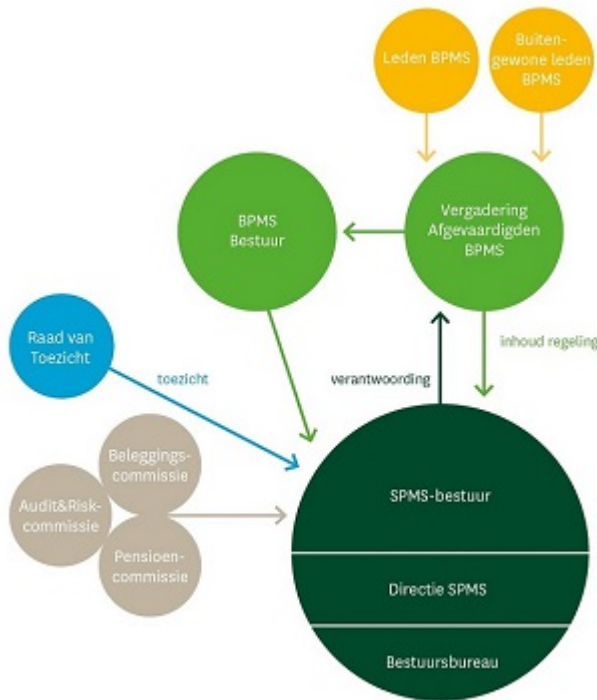 Leden BPMS
Buiten-
gewone leden
BPMS
BPMS
Bestuur
Vergadering
Afgevaardigden
BPMS
Raad van
Toezicht
toezicht
verantwoording
inhoud regeling
Beleggings-
commissie
Audit&Risk-
commissie
Pensioen-
commissie
SPMS-bestuur
Directie SPMS
Bestuursbureau